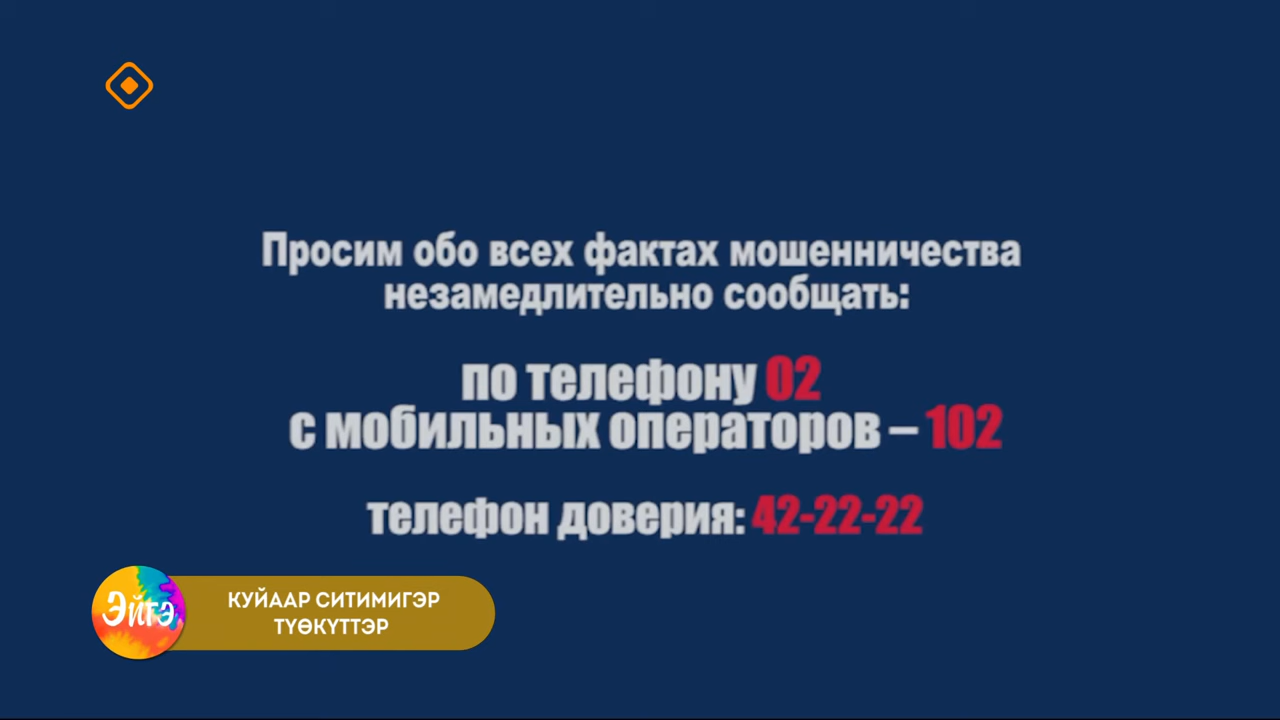 Просим обо всех фактах мошенничества
незамедлительно сообщать:
по телефону 02
с мобильных операторов – 102
телефон доверия: 42-22-22
Эйгэ
КУЙААР СИТИМИГЭР
ТҮӨКҮТТЭР